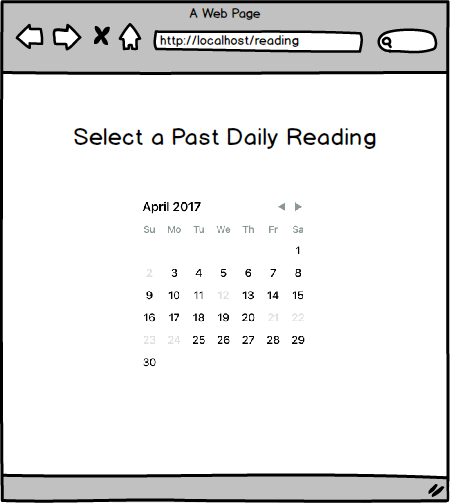 A Web Page
http://localhost/reading
Select a Past Daily Reading
April 2017
Su Mo Tu We Th Fr Sa
1
2 3 4 5 6 7 8
9 10 11 12 13 14 15
16 17 18 19 20 21 22
23 24 25 26 27 28 29
30